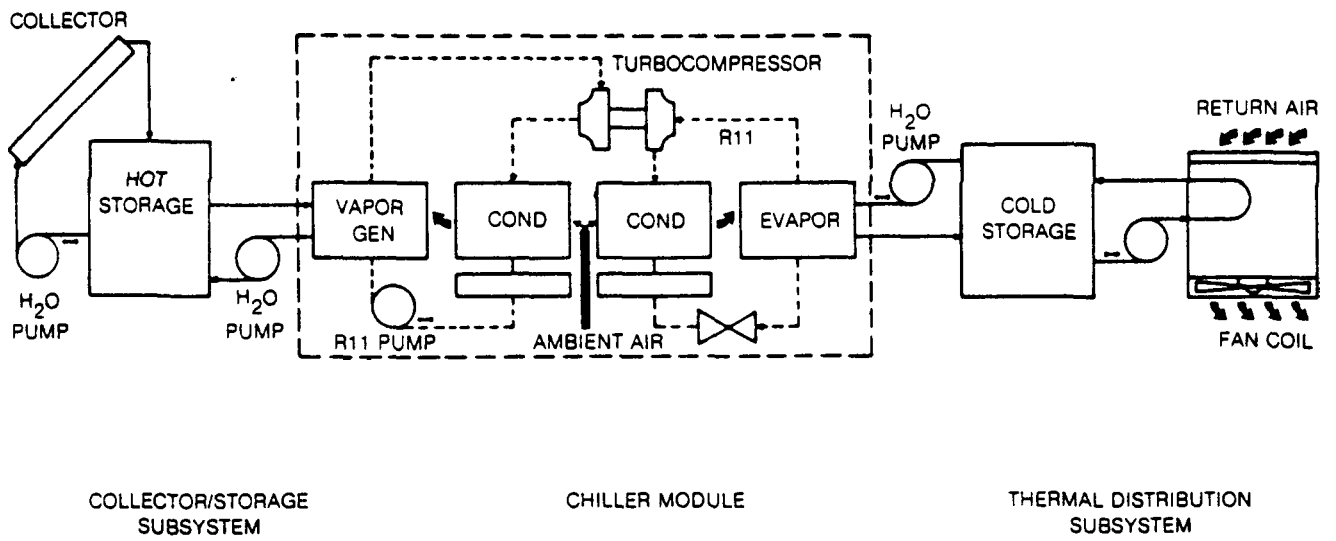 COLLECTOR
TURBOCOMPRESSOR
R11
H2O
PUMP
RETURN AIR
HOT
STORAGE
VAPOR
GEN
COND
COND
EVAPOR
COLD
STORAGE
H2O
PUMP
H2O
PUMP
R11 PUMP
AMBIENT AIR
FAN COIL
COLLECTOR/STORAGE
SUBSYSTEM
CHILLER MODULE
THERMAL DISTRIBUTION
SUBSYSTEM